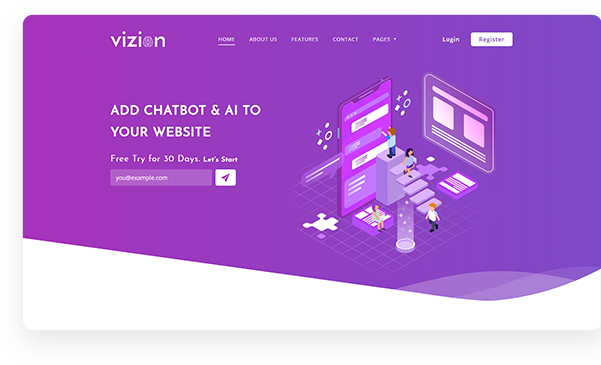 vizion
HOME ABOUT US FEATURES CONTACT PAGES Login Register
ADD CHATBOT & AI TO
YOUR WEBSITE
Free Try for 30 Days. Let's Start
you@example.com